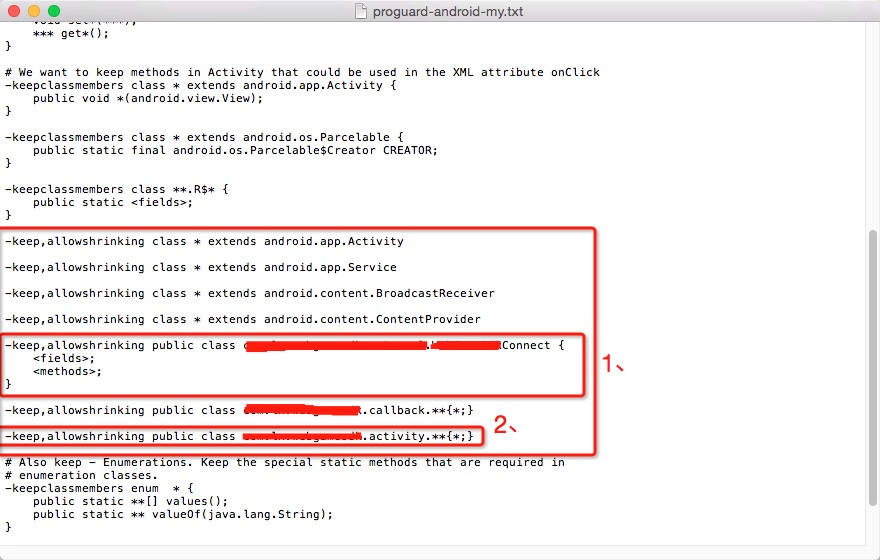 proguard-android-my.txt
void set*(***);
*** get*();
}
# We want to keep methods in Activity that could be used in the XML attribute onClick
-keepclassmembers class * extends android.app.Activity {
public void *(android.view.View);
}
-keepclassmembers class * extends android.os.Parcelable {
public static final android.os.Parcelable$Creator CREATOR;
}
-keepclassmembers class **.R$* {
public static <fields>;
}
-keep,allowshrinking class * extends android.app.Activity
-keep,allowshrinking class * extends android.app.Service
-keep,allowshrinking class * extends android.content.BroadcastReceiver
-keep,allowshrinking class * extends android.content.ContentProvider
-keep,allowshrinking public class Connect {
<fields>;
<methods>;
}
1、
-keep,allowshrinking public class .callback.**{*;}
2、
-keep,allowshrinking public class .activity.**{*;}
# Also keep - Enumerations. Keep the special static methods that are required in
# enumeration classes.
-keepclassmembers enum  * {
public static **[] values();
public static ** valueOf(java.lang.String);
}